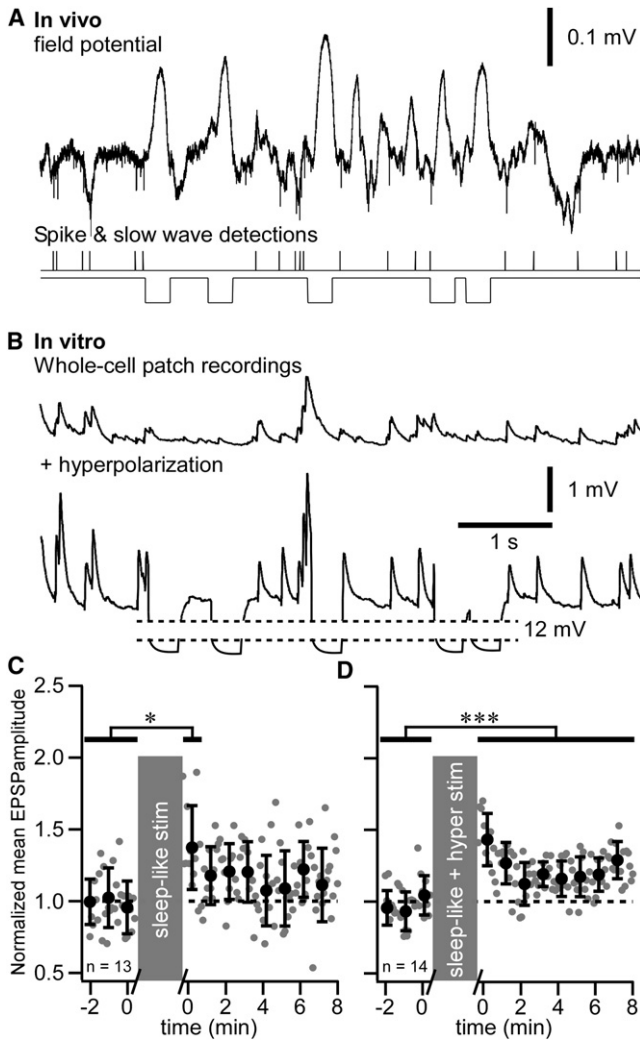 A In vivo
field potential
0.1 mV
Spike & slow wave detections
B In vitro
Whole-cell patch recordings
+ hyperpolarization
1 mV
1 s
12 mV
C
D
Normalized mean EPSPamplitude
2.5
2.0
1.5
1.0
0.5
*
sleep-like stim
n = 13
-2 0 0 2 4 6 8
time (min)
***
sleep-like + hyper stim
n = 14
-2 0 0 2 4 6 8
time (min)